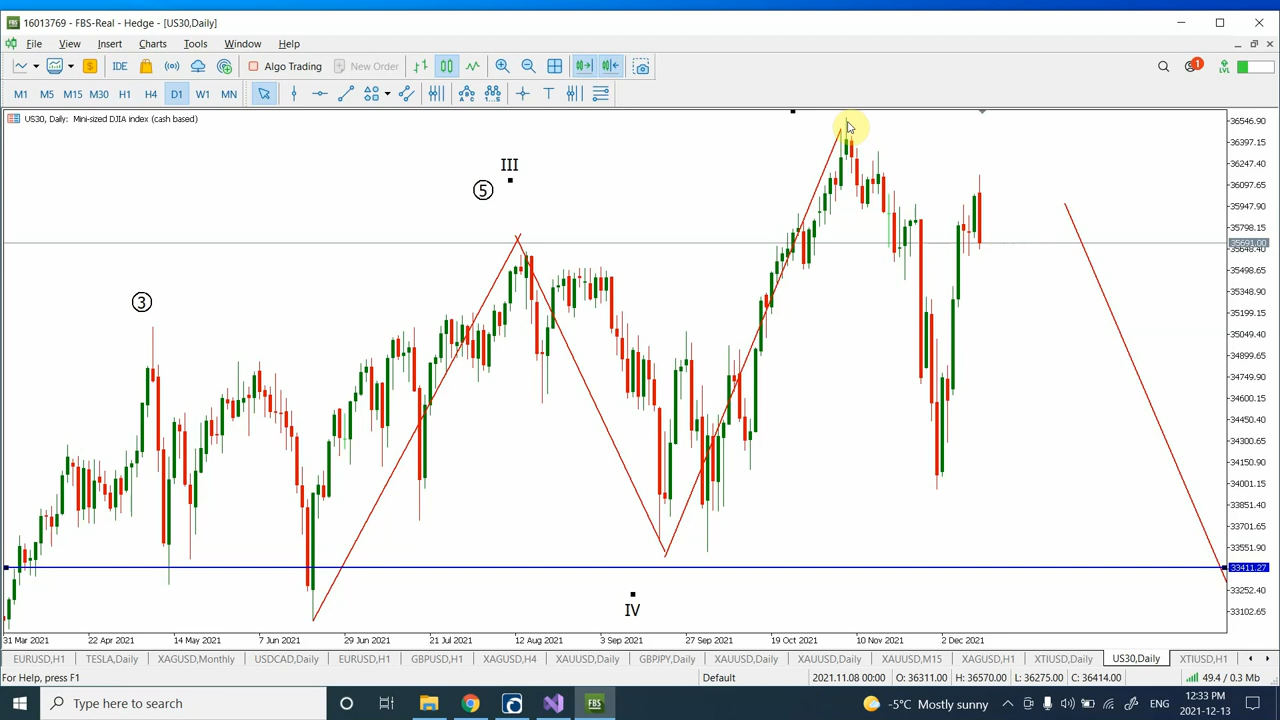 16013769 - FBS-Real - Hedge - [US30,Daily]
File View Insert Charts Tools Window Help
IDE Algo Trading New Order 1 LVL
M1 M5 M15 M30 H1 H4 D1 W1 MN
US30, Daily: Mini-sized DJIA index (cash based)
36546.90
36397.15
36247.40
36097.65
35947.90
35798.15
35691.00
35648.40
35498.65
35348.90
35199.15
35049.40
34899.65
34749.90
34600.15
34450.40
34300.65
34150.90
34001.15
33851.40
33701.65
33551.90
33411.27
33252.40
33102.65
III
5
3
IV
31 Mar 2021 22 Apr 2021 14 May 2021 7 Jun 2021 29 Jun 2021 21 Jul 2021 12 Aug 2021 3 Sep 2021 27 Sep 2021 19 Oct 2021 10 Nov 2021 2 Dec 2021
EURUSD,H1 TESLA,Daily XAGUSD,Monthly USDCAD,Daily EURUSD,H1 GBPUSD,H1 XAGUSD,H4 XAUUSD,Daily GBPJPY,Daily XAUUSD,Daily XAUUSD,Daily XAUUSD,M15 XAGUSD,H1 XTIUSD,Daily US30,Daily XTIUSD,H1
For Help, press F1 Default 2021.11.08 00:00 O: 36311.00 H: 36570.00 L: 36275.00 C: 36414.00 49.4 / 0.3 Mb
Type here to search FBS -5°C Mostly sunny ENG 12:33 PM
2021-12-13